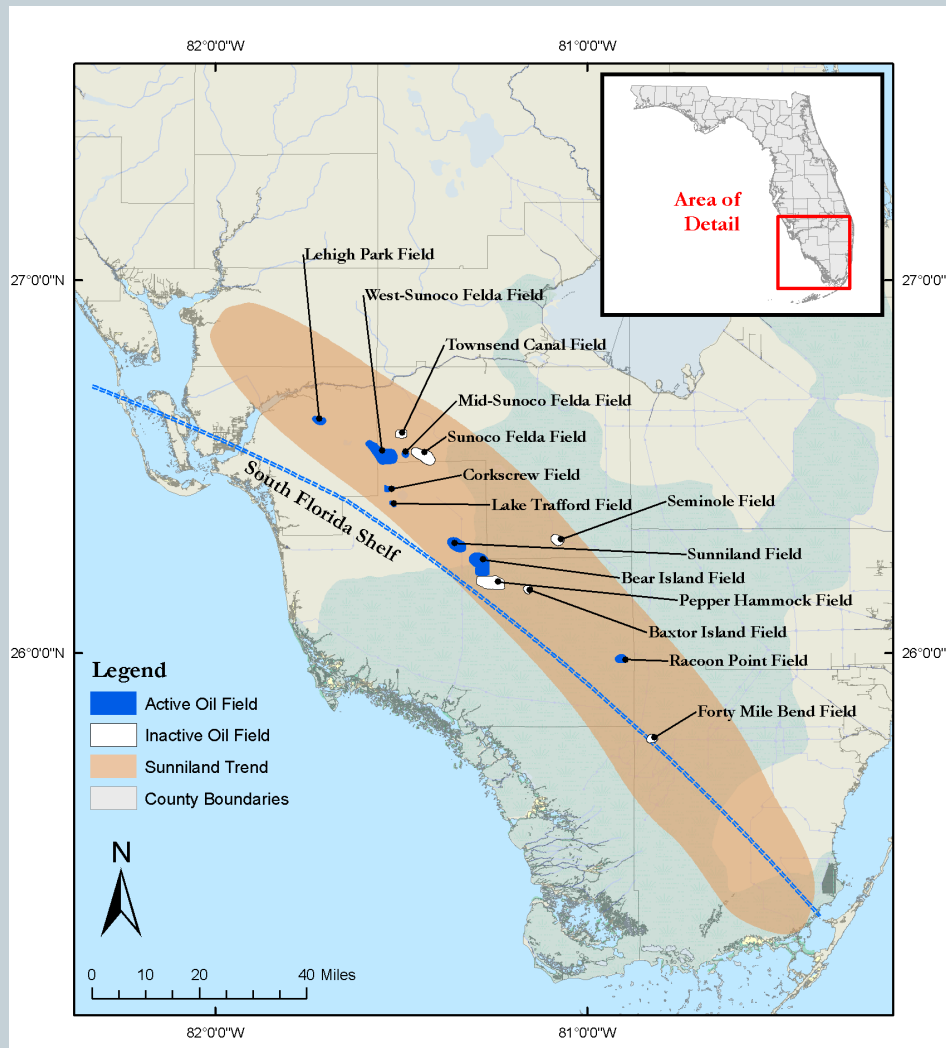 82°0'0"W
81°0'0"W
Area of
Detail
Lehigh Park Field
27°0'0"N
27°0'0"N
West-Sunoco Felda Field
Townsend Canal Field
Mid-Sunoco Felda Field
Sunoco Felda Field
South Florida Shelf
Corkscrew Field
Lake Trafford Field
Seminole Field
Sunniland Field
Bear Island Field
Pepper Hammock Field
Baxtor Island Field
26°0'0"N
26°0'0"N
Racoon Point Field
Forty Mile Bend Field
Legend
Active Oil Field
Inactive Oil Field
Sunniland Trend
County Boundaries
N
0 10 20 40 Miles
82°0'0"W
81°0'0"W